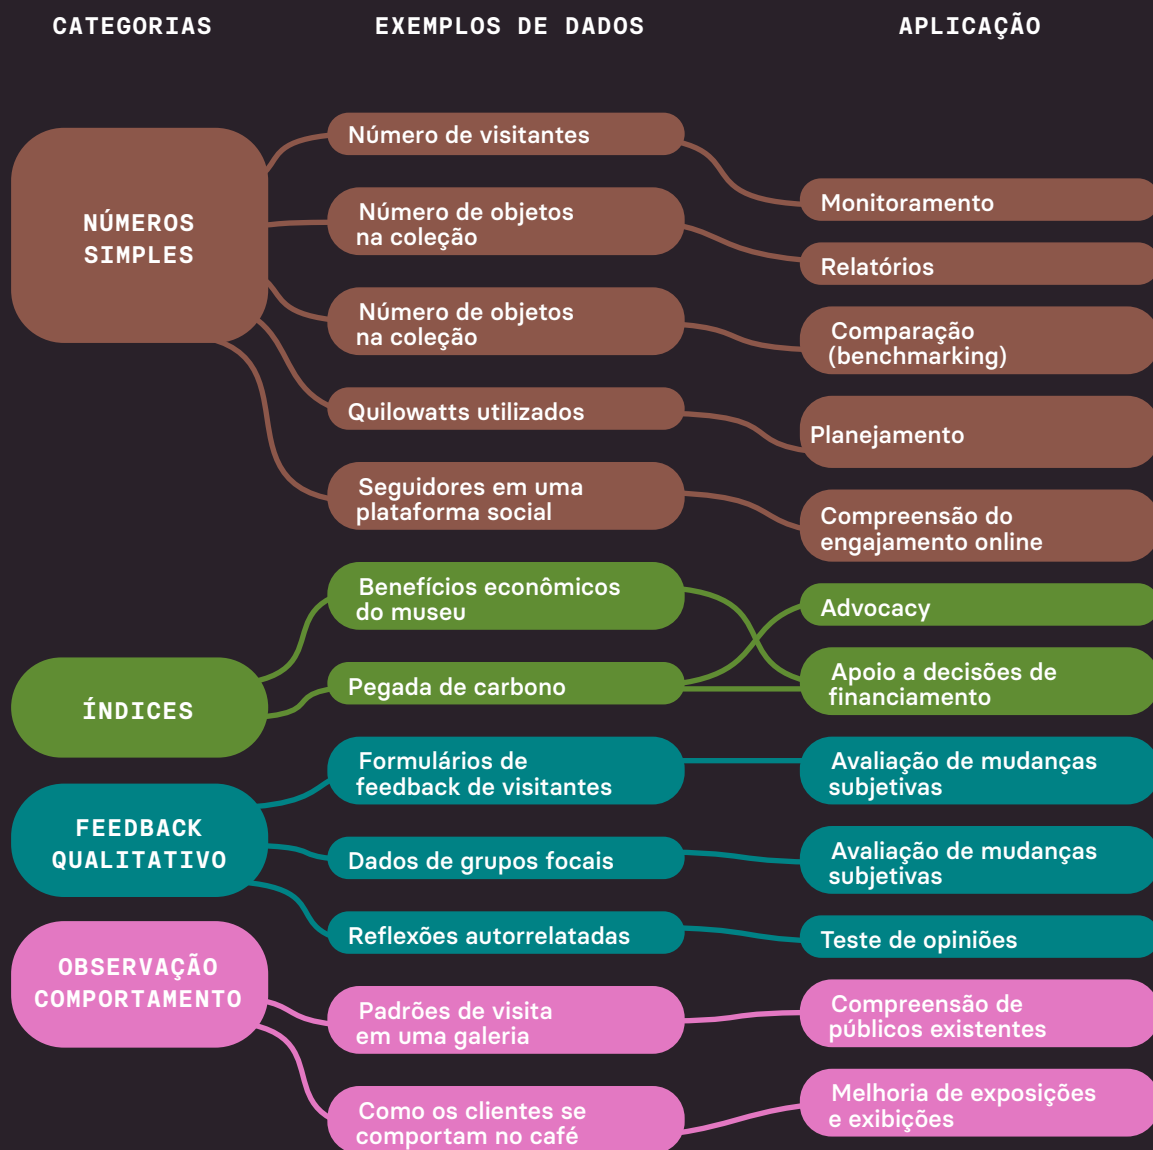 CATEGORIAS
EXEMPLOS DE DADOS
APLICAÇÃO
NÚMEROS
SIMPLES
Número de visitantes
Número de objetos
na coleção
Número de objetos
na coleção
Quilowatts utilizados
Seguidores em uma
plataforma social
Monitoramento
Relatórios
Comparação
(benchmarking)
Planejamento
Compreensão do
engajamento online
ÍNDICES
Benefícios econômicos
do museu
Pegada de carbono
Advocacy
Apoio a decisões de
financiamento
FEEDBACK
QUALITATIVO
Formulários de
feedback de visitantes
Dados de grupos focais
Reflexões autorrelatadas
Avaliação de mudanças
subjetivas
Avaliação de mudanças
subjetivas
Teste de opiniões
OBSERVAÇÃO
COMPORTAMENTO
Padrões de visita
em uma galeria
Como os clientes se
comportam no café
Compreensão de
públicos existentes
Melhoria de exposições
e exibições